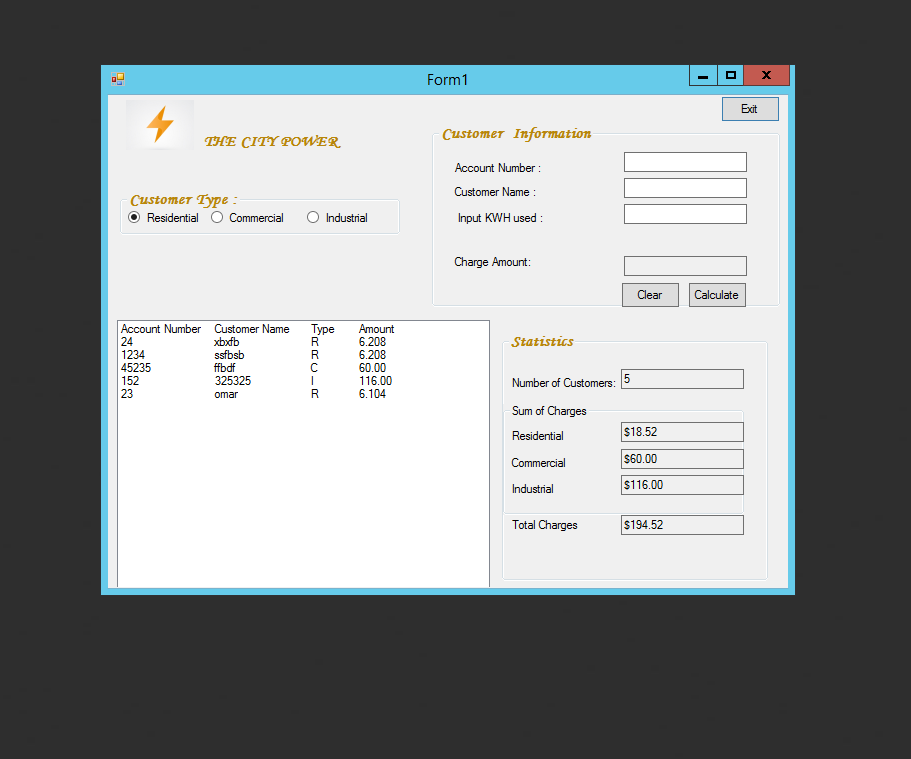 Form1
Exit
THE CITY POWER
Customer Information
Account Number :
Customer Name :
Input KWH used :
Charge Amount:
Clear Calculate
Customer Type :
Residential Commercial Industrial
Account Number Customer Name Type Amount
24 xbxfb R 6.208
1234 ssfbsb R 6.208
45235 ffbdf C 60.00
152 325325 I 116.00
23 omar R 6.104
Statistics
Number of Customers: 5
Sum of Charges
Residential $18.52
Commercial $60.00
Industrial $116.00
Total Charges $194.52